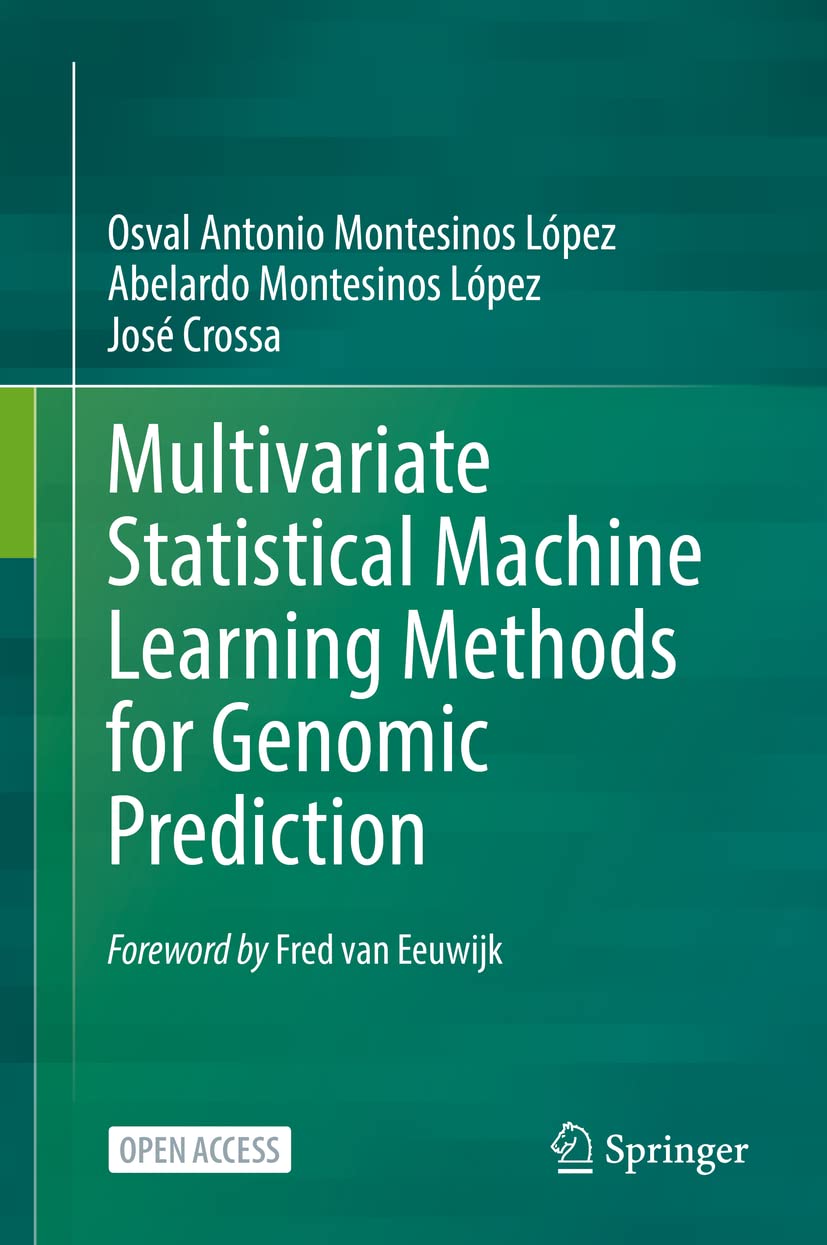 Osval Antonio Montesinos López
Abelardo Montesinos López
José Crossa
Multivariate
Statistical Machine
Learning Methods
for Genomic
Prediction
Foreword by Fred van Eeuwijk
OPEN ACCESS
Springer